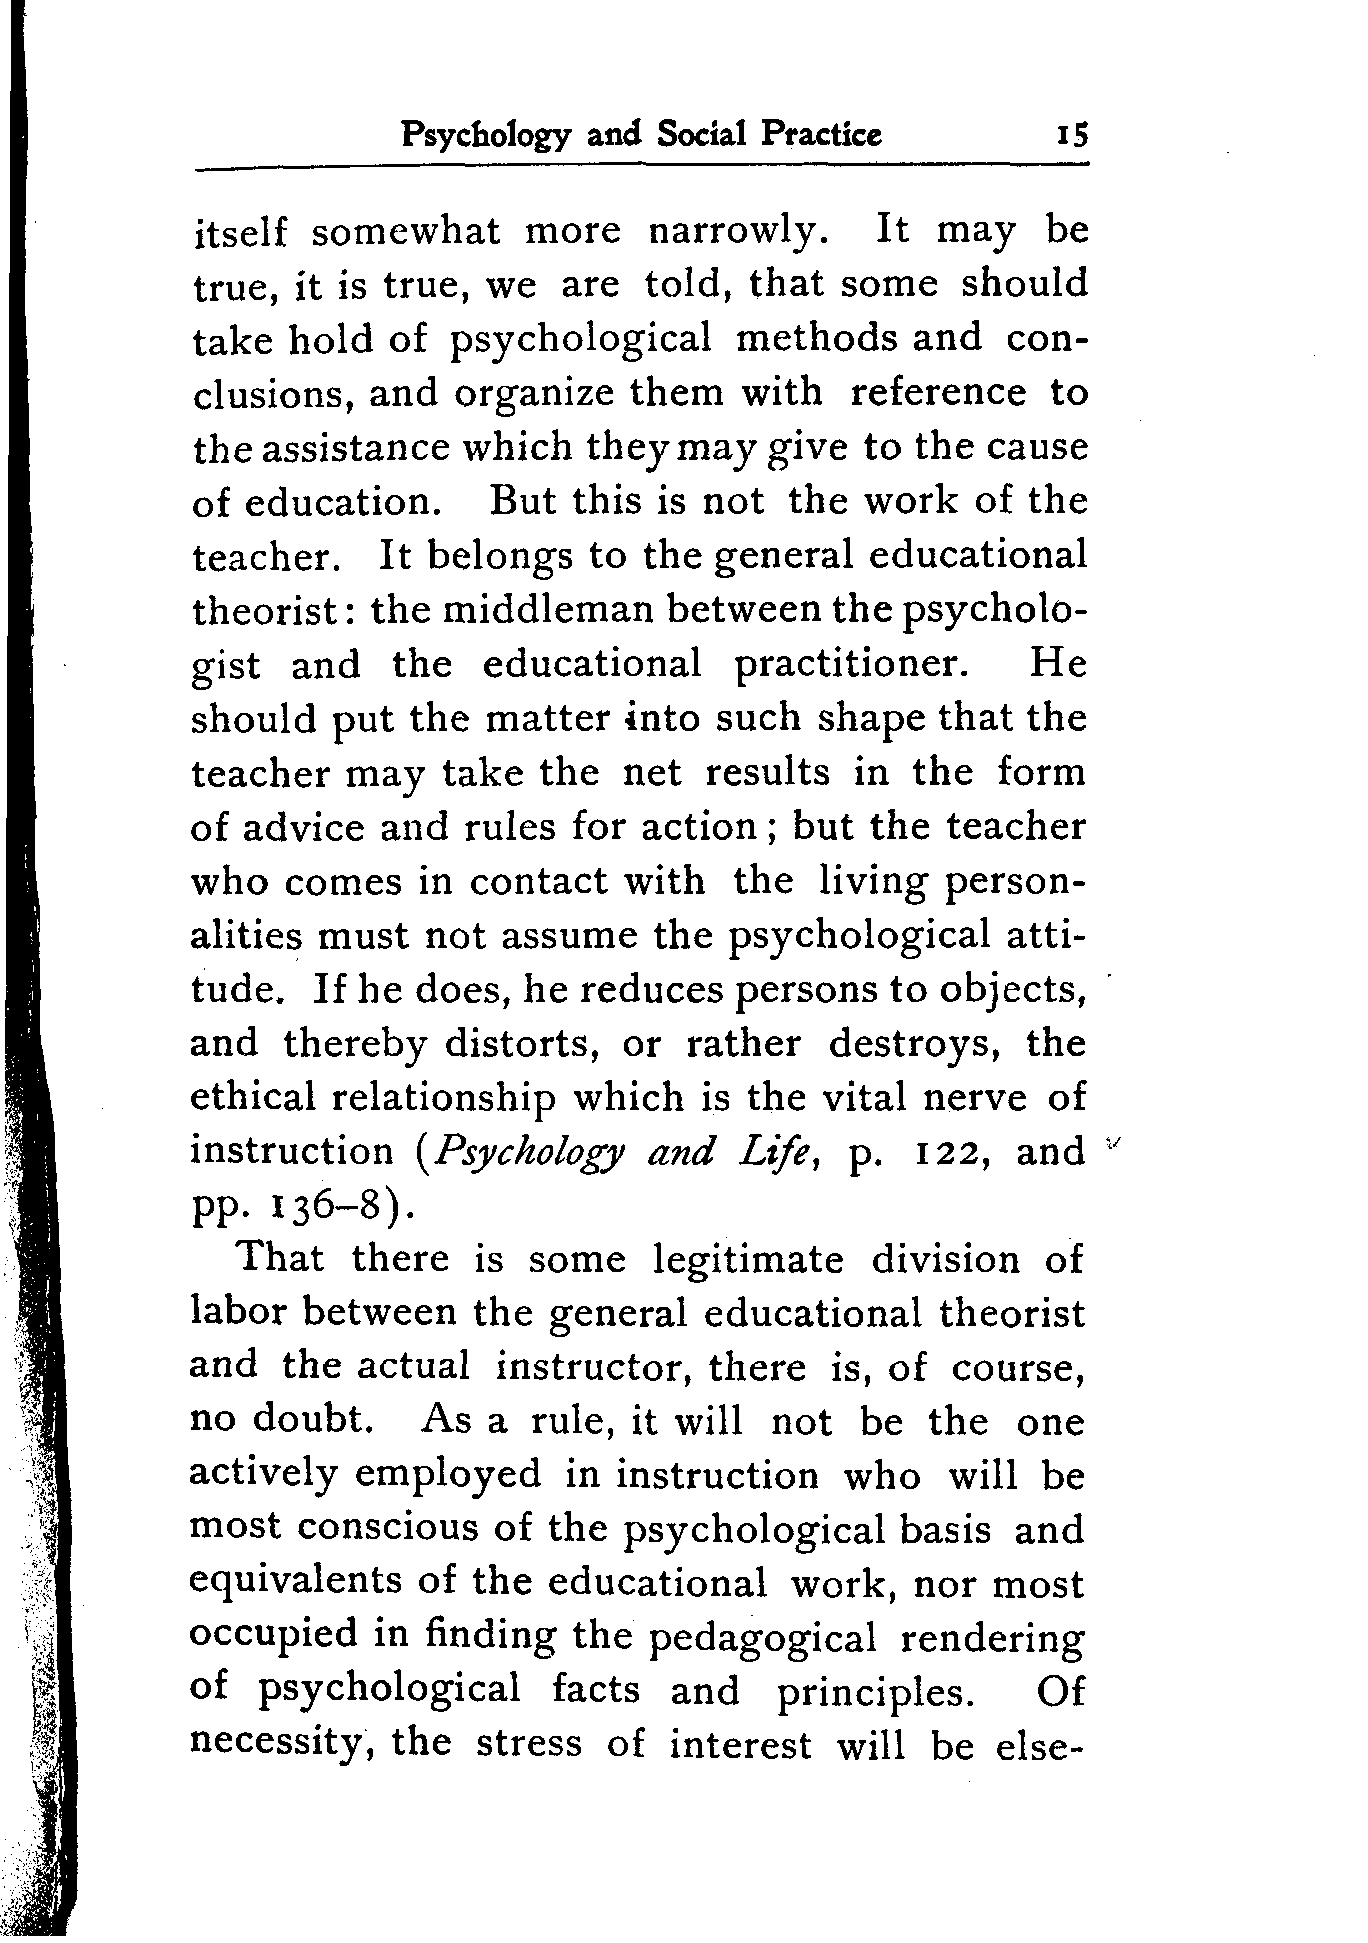 Psychology and Social Practice 15
itself somewhat more narrowly. It may be
true, it is true, we are told, that some should
take hold of psychological methods and con-
clusions, and organize them with reference to
the assistance which they may give to the cause
of education. But this is not the work of the
teacher. It belongs to the general educational
theorist: the middleman between the psycholo-
gist and the educational practitioner. He
should put the matter into such shape that the
teacher may take the net results in the form
of advice and rules for action; but the teacher
who comes in contact with the living person-
alities must not assume the psychological atti-
tude. If he does, he reduces persons to objects,
and thereby distorts, or rather destroys, the
ethical relationship which is the vital nerve of
instruction (Psychology and Life, p. 122, and
pp. 136–8).
That there is some legitimate division of
labor between the general educational theorist
and the actual instructor, there is, of course,
no doubt. As a rule, it will not be the one
actively employed in instruction who will be
most conscious of the psychological basis and
equivalents of the educational work, nor most
occupied in finding the pedagogical rendering
of psychological facts and principles. Of
necessity, the stress of interest will be else-